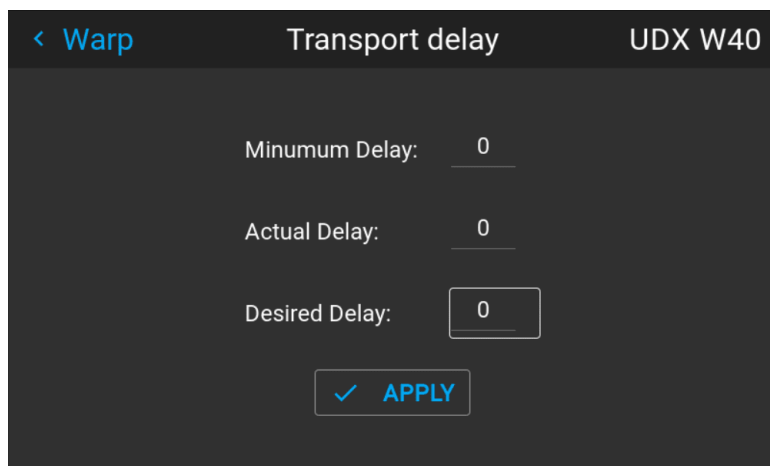 ‹ Warp Transport delay UDX W40
Minumum Delay: 0
Actual Delay: 0
Desired Delay: 0
✓ APPLY